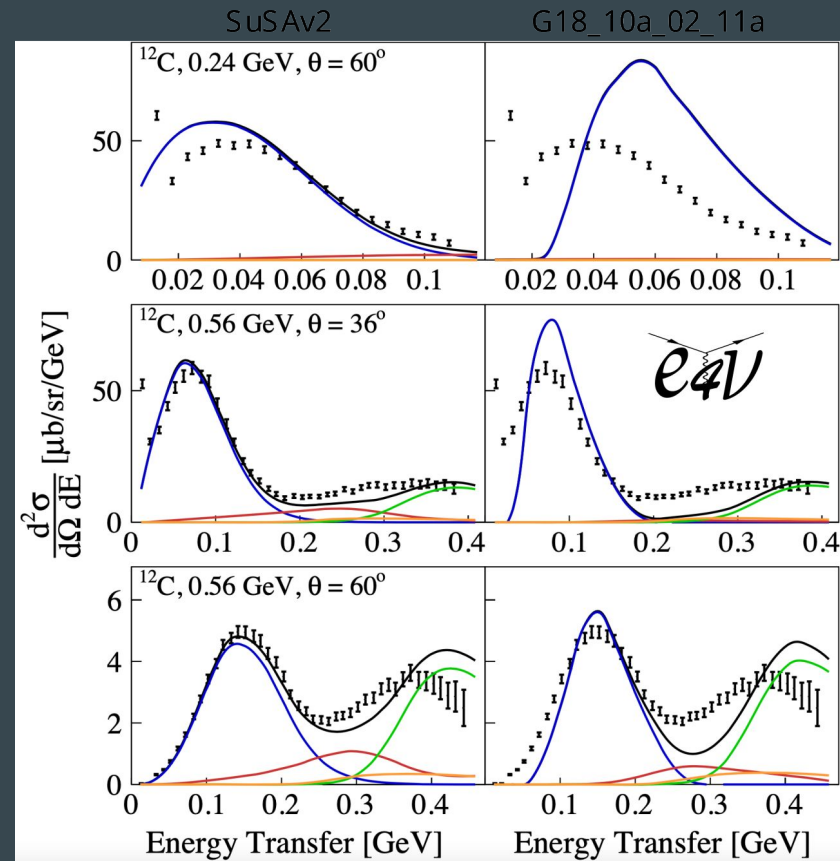 SuSAv2
G18_10a_02_11a
¹²C, 0.24 GeV, θ = 60°
50
0
0.02 0.04 0.06 0.08 0.1
0.02 0.04 0.06 0.08 0.1
¹²C, 0.56 GeV, θ = 36°
e4ν
50
0
0 0.1 0.2 0.3 0.4
0.1 0.2 0.3 0.4
d²σ
dΩ dE [μb/sr/GeV]
¹²C, 0.56 GeV, θ = 60°
6
4
2
0
0 0.1 0.2 0.3 0.4
0.1 0.2 0.3 0.4
Energy Transfer [GeV]
Energy Transfer [GeV]